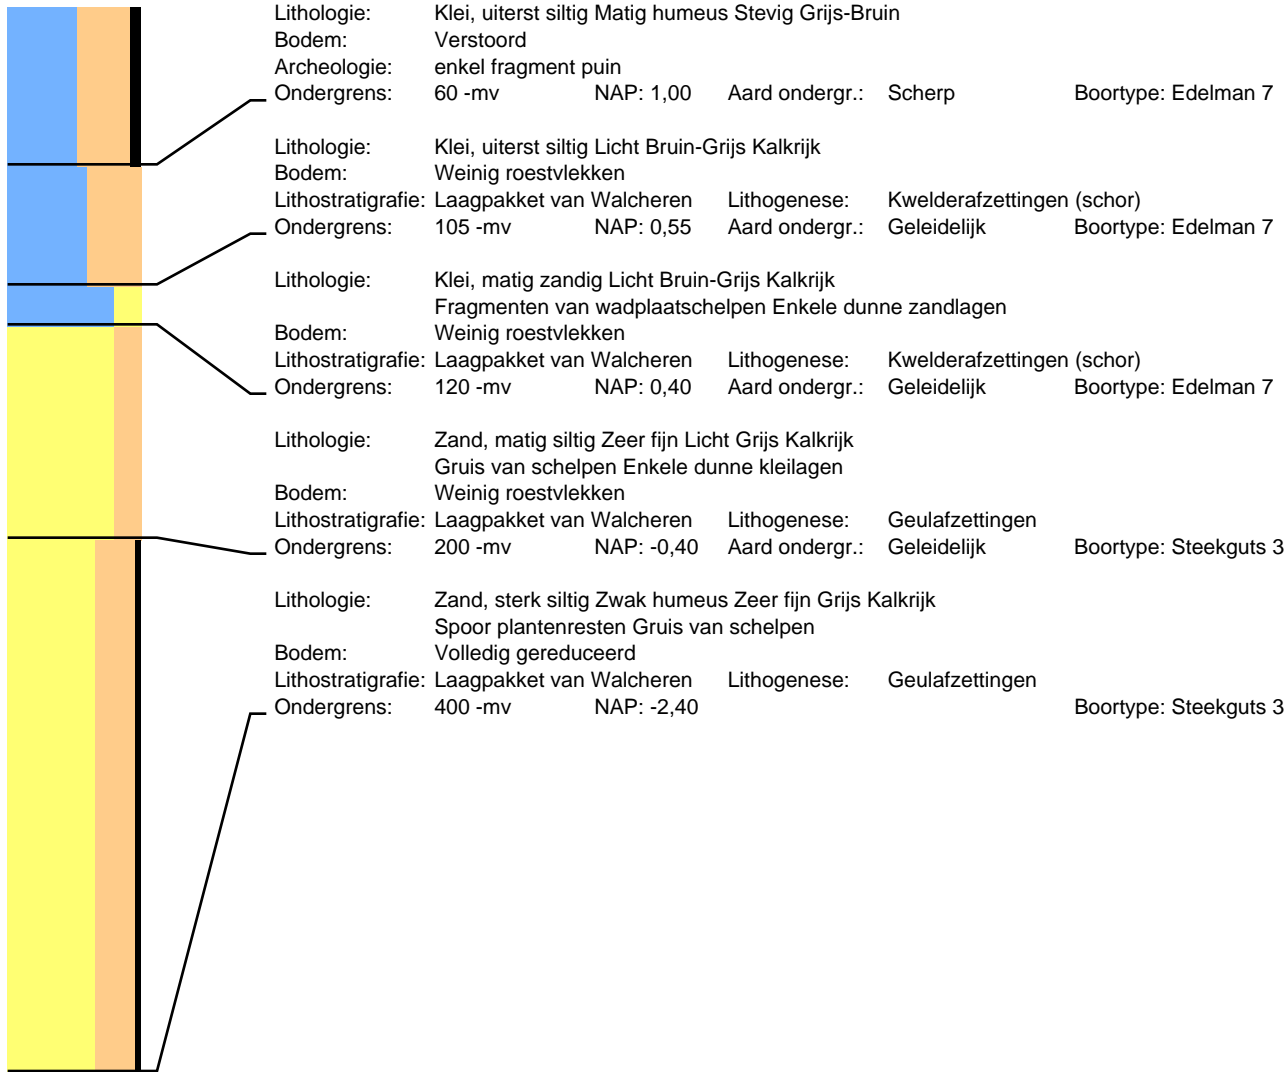 Lithologie: Klei, uiterst siltig Matig humeus Stevig Grijs-Bruin
Bodem: Verstoord
Archeologie: enkel fragment puin
Ondergrens: 60 -mv NAP: 1,00 Aard ondergr.: Scherp Boortype: Edelman 7
Lithologie: Klei, uiterst siltig Licht Bruin-Grijs Kalkrijk
Bodem: Weinig roestvlekken
Lithostratigrafie: Laagpakket van Walcheren Lithogenese: Kwelderafzettingen (schor)
Ondergrens: 105 -mv NAP: 0,55 Aard ondergr.: Geleidelijk Boortype: Edelman 7
Lithologie: Klei, matig zandig Licht Bruin-Grijs Kalkrijk
Fragmenten van wadplaatschelpen Enkele dunne zandlagen
Bodem: Weinig roestvlekken
Lithostratigrafie: Laagpakket van Walcheren Lithogenese: Kwelderafzettingen (schor)
Ondergrens: 120 -mv NAP: 0,40 Aard ondergr.: Geleidelijk Boortype: Edelman 7
Lithologie: Zand, matig siltig Zeer fijn Licht Grijs Kalkrijk
Gruis van schelpen Enkele dunne kleilagen
Bodem: Weinig roestvlekken
Lithostratigrafie: Laagpakket van Walcheren Lithogenese: Geulafzettingen
Ondergrens: 200 -mv NAP: -0,40 Aard ondergr.: Geleidelijk Boortype: Steekguts 3
Lithologie: Zand, sterk siltig Zwak humeus Zeer fijn Grijs Kalkrijk
Spoor plantenresten Gruis van schelpen
Bodem: Volledig gereduceerd
Lithostratigrafie: Laagpakket van Walcheren Lithogenese: Geulafzettingen
Ondergrens: 400 -mv NAP: -2,40 Boortype: Steekguts 3